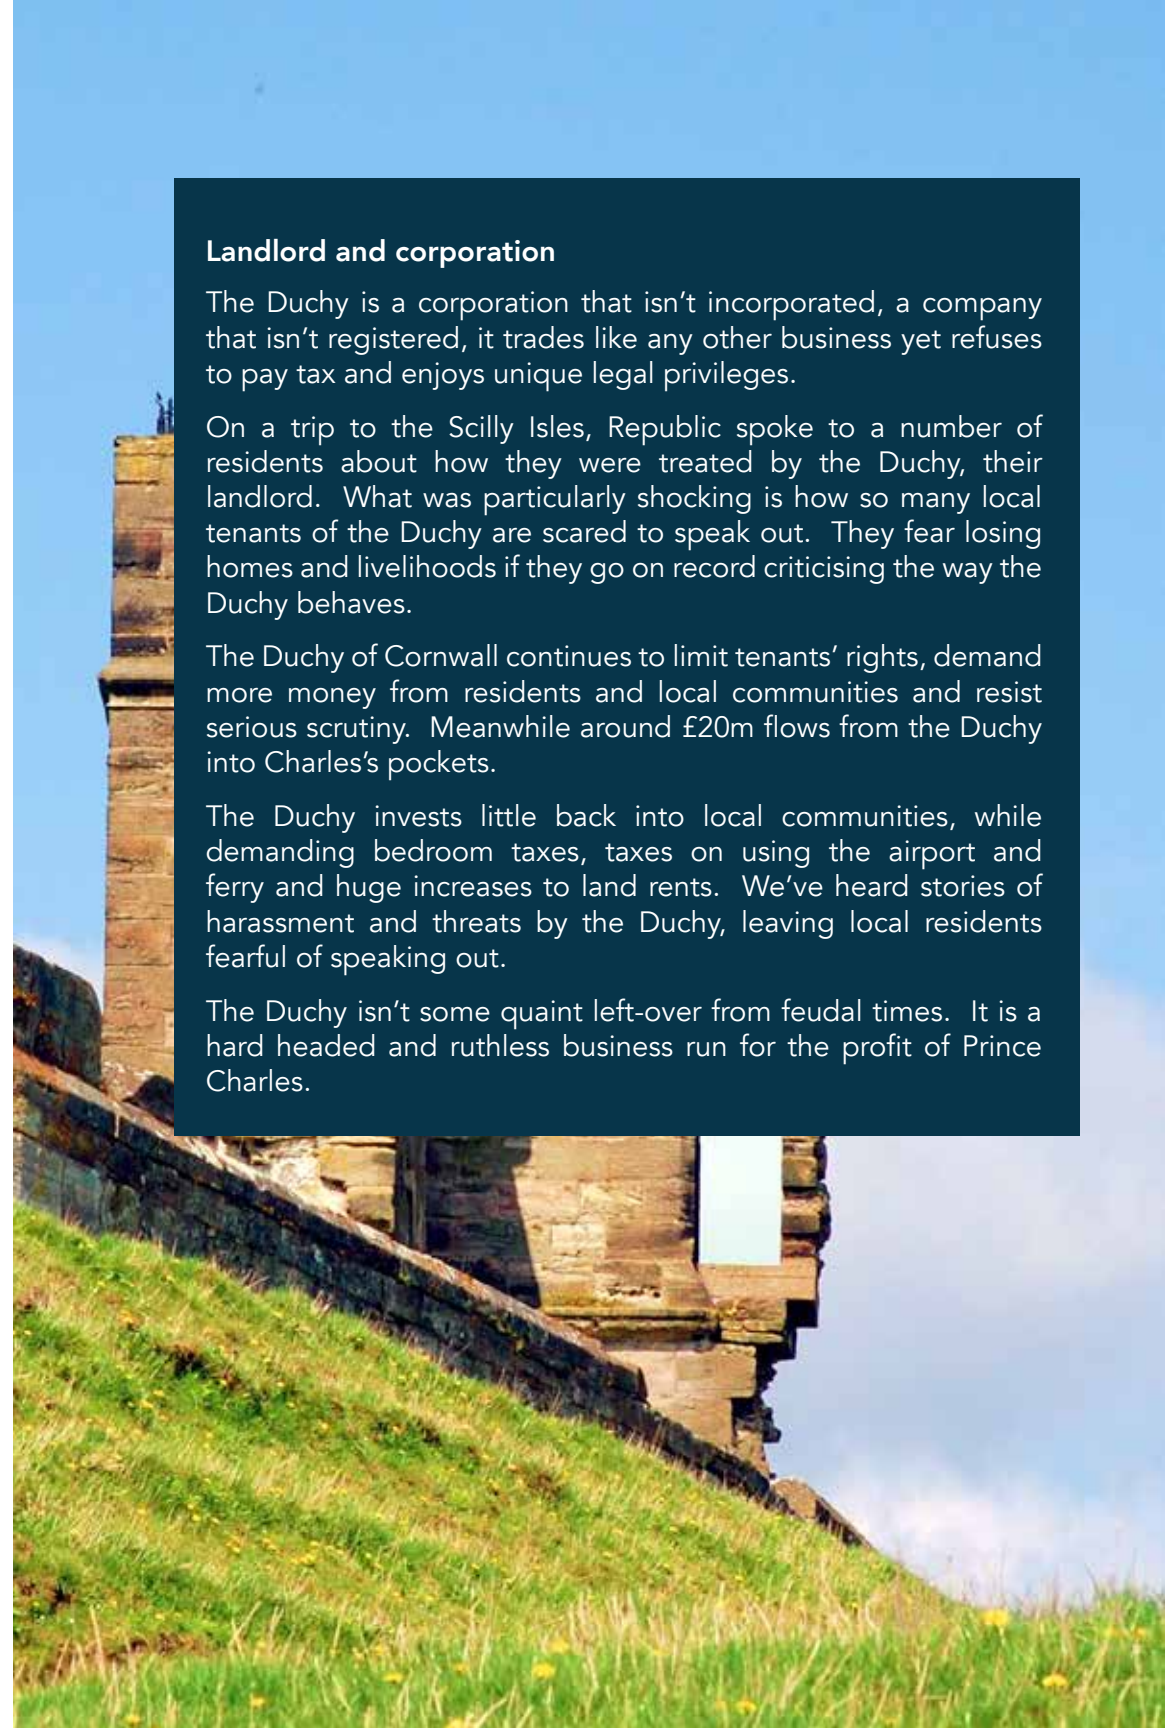 Landlord and corporation
The Duchy is a corporation that isn't incorporated, a company
that isn't registered, it trades like any other business yet refuses
to pay tax and enjoys unique legal privileges.
On a trip to the Scilly Isles, Republic spoke to a number of
residents about how they were treated by the Duchy, their
landlord.  What was particularly shocking is how so many local
tenants of the Duchy are scared to speak out.  They fear losing
homes and livelihoods if they go on record criticising the way the
Duchy behaves.
The Duchy of Cornwall continues to limit tenants’ rights, demand
more money from residents and local communities and resist
serious scrutiny.  Meanwhile around £20m flows from the Duchy
into Charles’s pockets.
The Duchy invests little back into local communities, while
demanding bedroom taxes, taxes on using the airport and
ferry and huge increases to land rents.  We’ve heard stories of
harassment and threats by the Duchy, leaving local residents
fearful of speaking out.
The Duchy isn’t some quaint left-over from feudal times.  It is a
hard headed and ruthless business run for the profit of Prince
Charles.